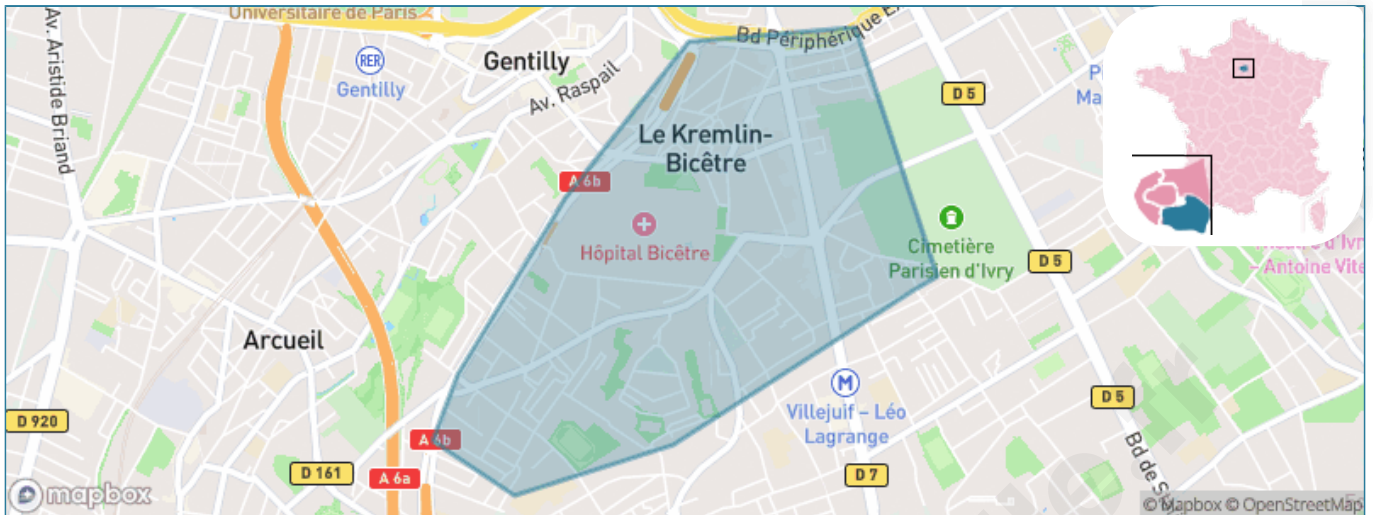 Universitaire de Paris
Av. Aristide Briand
RER
Gentilly
Gentilly
Av. Raspail
Bd Périphérique
D 5
Le Kremlin-
Bicêtre
A 6b
Hôpital Bicêtre
Cimetière
Parisien d'Ivry
D 5
– Antoine Vite
Arcueil
M
Villejuif – Léo
Lagrange
D 5
D 920
A 6b
D 161
A 6a
D 7
Bd de
mapbox
© Mapbox © OpenStreetMap